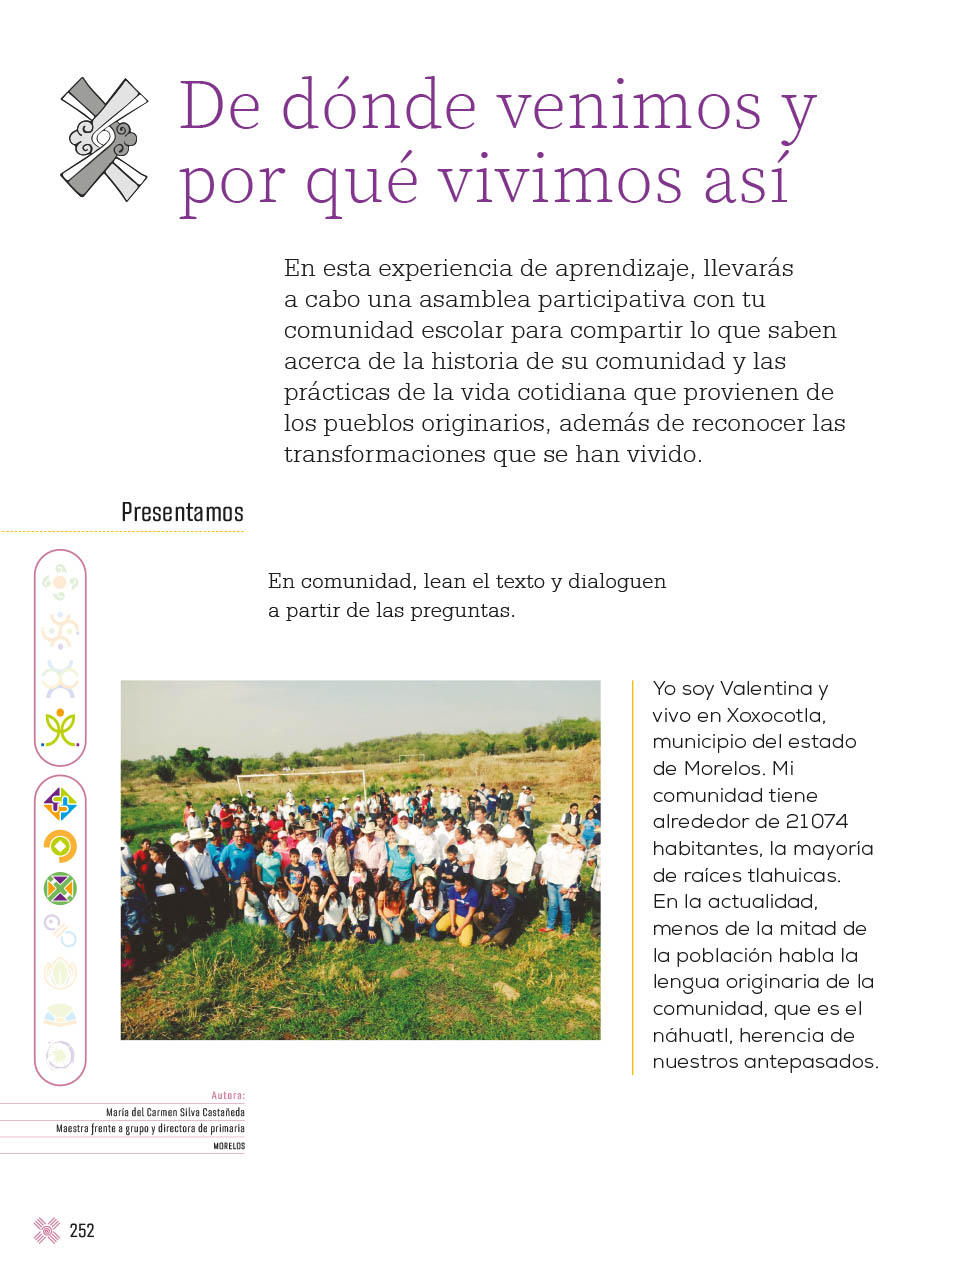 De dónde venimos y
por qué vivimos así
En esta experiencia de aprendizaje, llevarás
a cabo una asamblea participativa con tu
comunidad escolar para compartir lo que saben
acerca de la historia de su comunidad y las
prácticas de la vida cotidiana que provienen de
los pueblos originarios, además de reconocer las
transformaciones que se han vivido.
Presentamos
En comunidad, lean el texto y dialoguen
a partir de las preguntas.
Yo soy Valentina y
vivo en Xoxocotla,
municipio del estado
de Morelos. Mi
comunidad tiene
alrededor de 21 074
habitantes, la mayoría
de raíces tlahuicas.
En la actualidad,
menos de la mitad de
la población habla la
lengua originaria de la
comunidad, que es el
náhuatl, herencia de
nuestros antepasados.
Autora:
María del Carmen Silva Castañeda
Maestra frente a grupo y directora de primaria
MORELOS
252